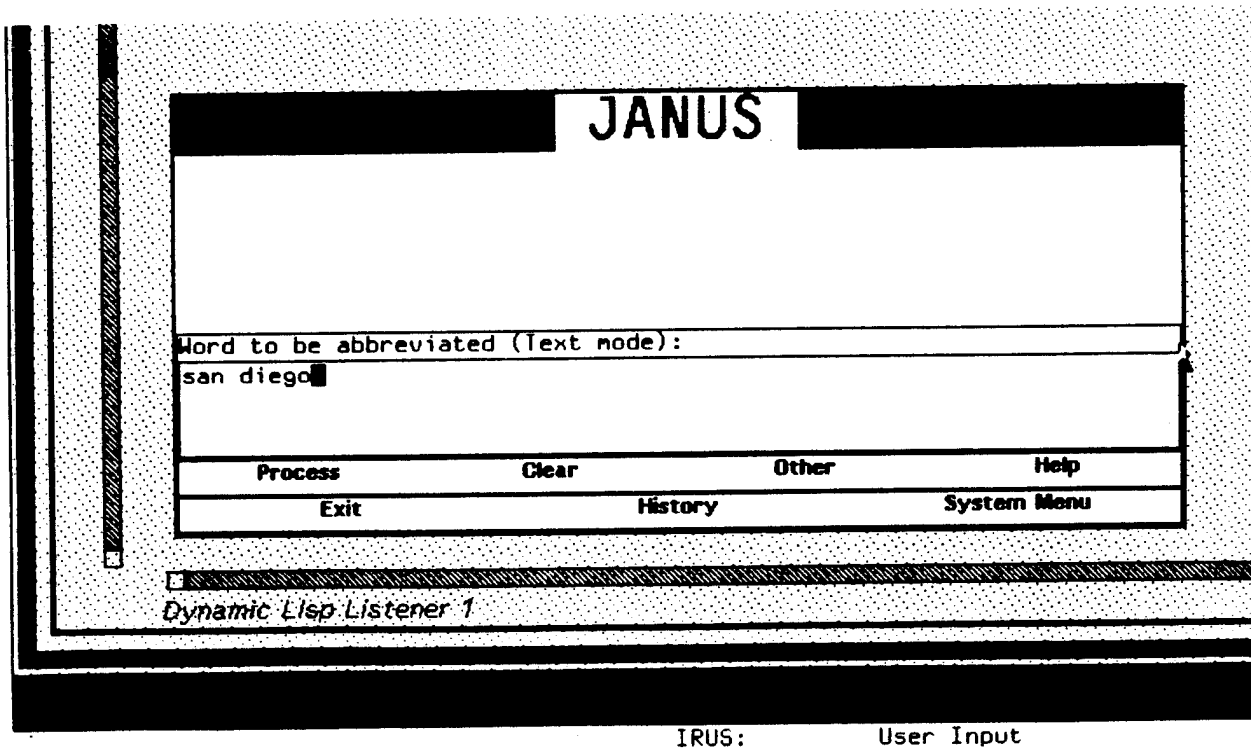 JANUS
Word to be abbreviated (Text mode):
san diego
Process Clear Other Help
Exit History System Menu
Dynamic Lisp Listener 1
IRUS: User Input